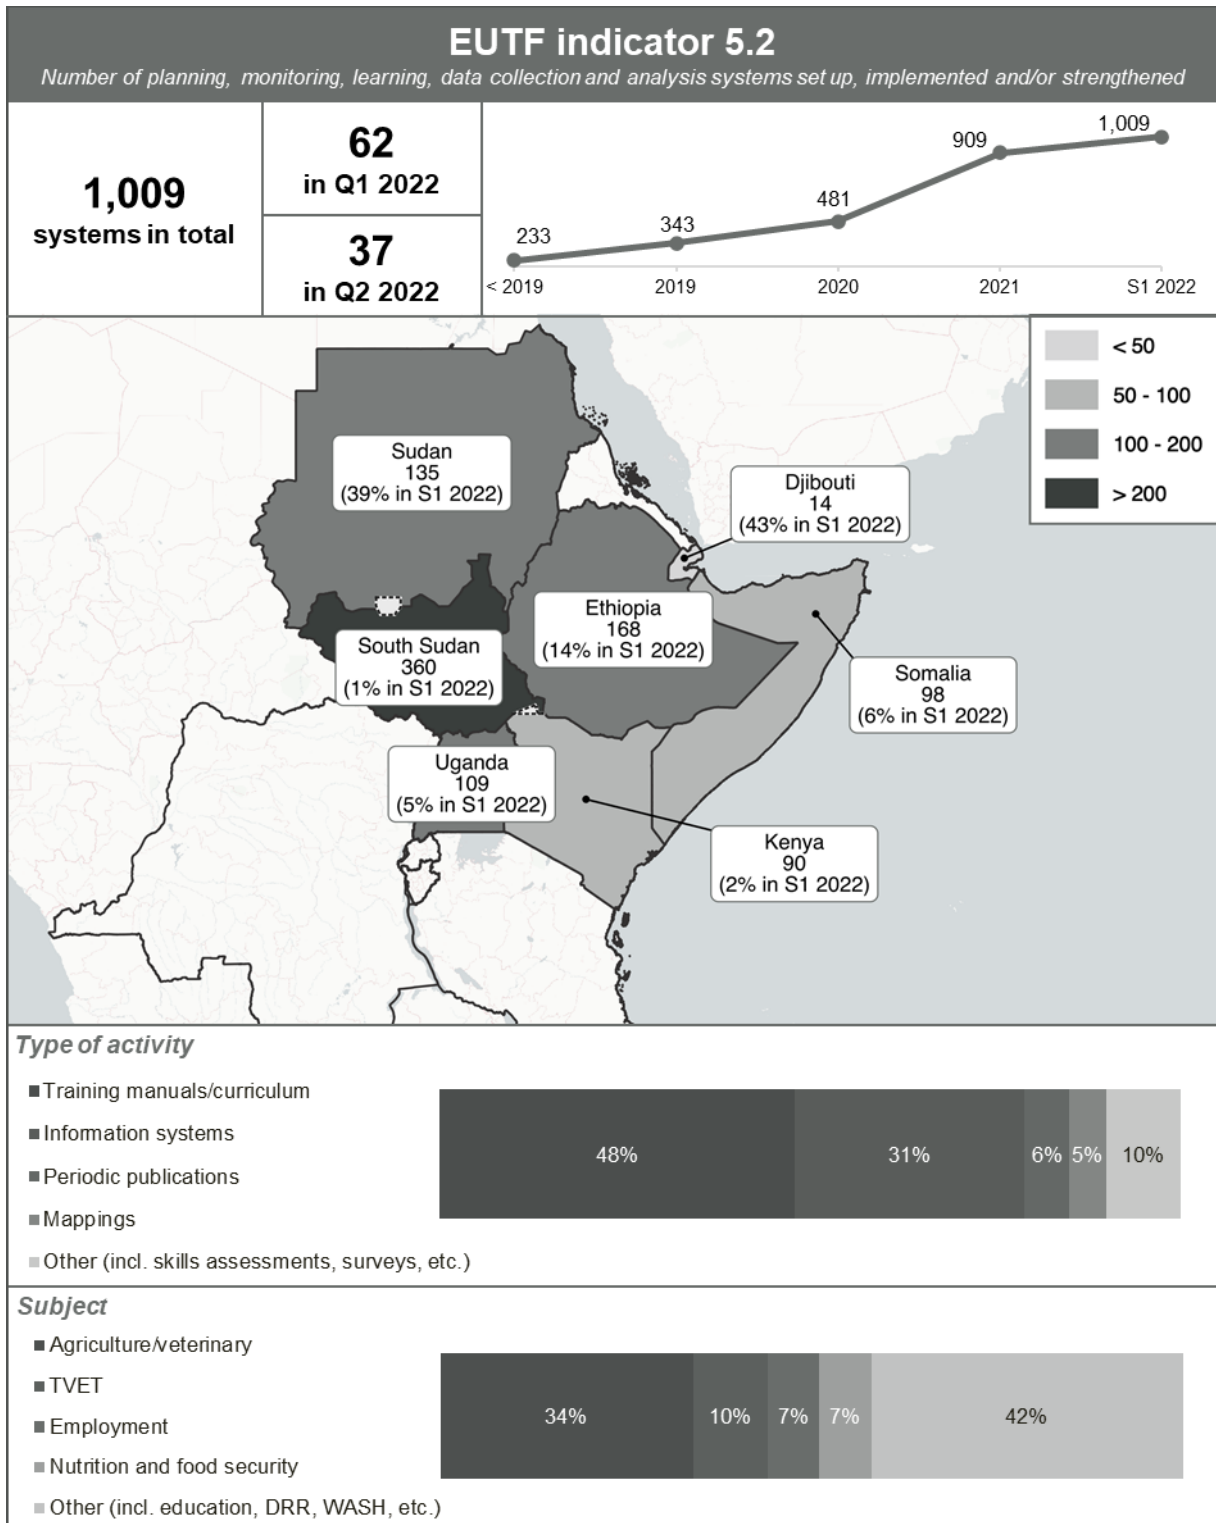 EUTF indicator 5.2
Number of planning, monitoring, learning, data collection and analysis systems set up, implemented and/or strengthened
1,009
systems in total
62
in Q1 2022
37
in Q2 2022
233
343
481
909
1,009
< 2019
2019
2020
2021
S1 2022
< 50
50 - 100
100 - 200
> 200
Sudan
135
(39% in S1 2022)
Djibouti
14
(43% in S1 2022)
Ethiopia
168
(14% in S1 2022)
South Sudan
360
(1% in S1 2022)
Somalia
98
(6% in S1 2022)
Uganda
109
(5% in S1 2022)
Kenya
90
(2% in S1 2022)
Type of activity
Training manuals/curriculum
Information systems
Periodic publications
Mappings
Other (incl. skills assessments, surveys, etc.)
48%
31%
6%
5%
10%
Subject
Agriculture/veterinary
TVET
Employment
Nutrition and food security
Other (incl. education, DRR, WASH, etc.)
34%
10%
7%
7%
42%